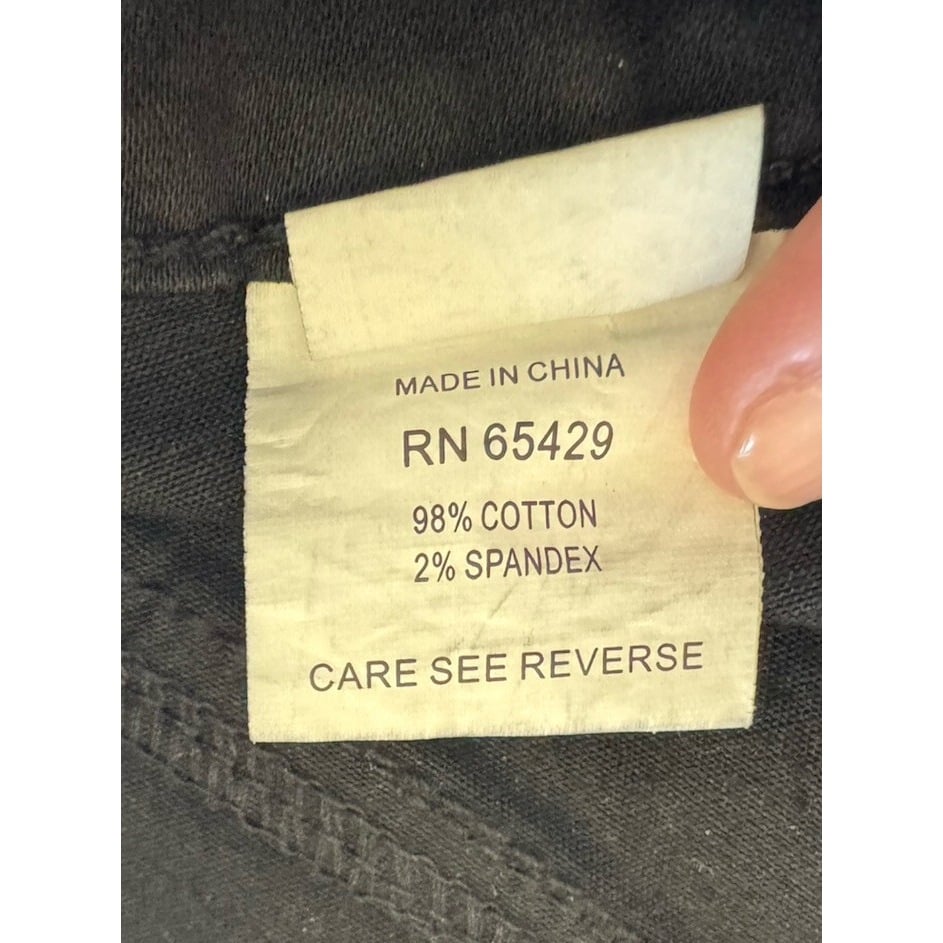 MADE IN CHINA
RN 65429
98% COTTON
2% SPANDEX
CARE SEE REVERSE